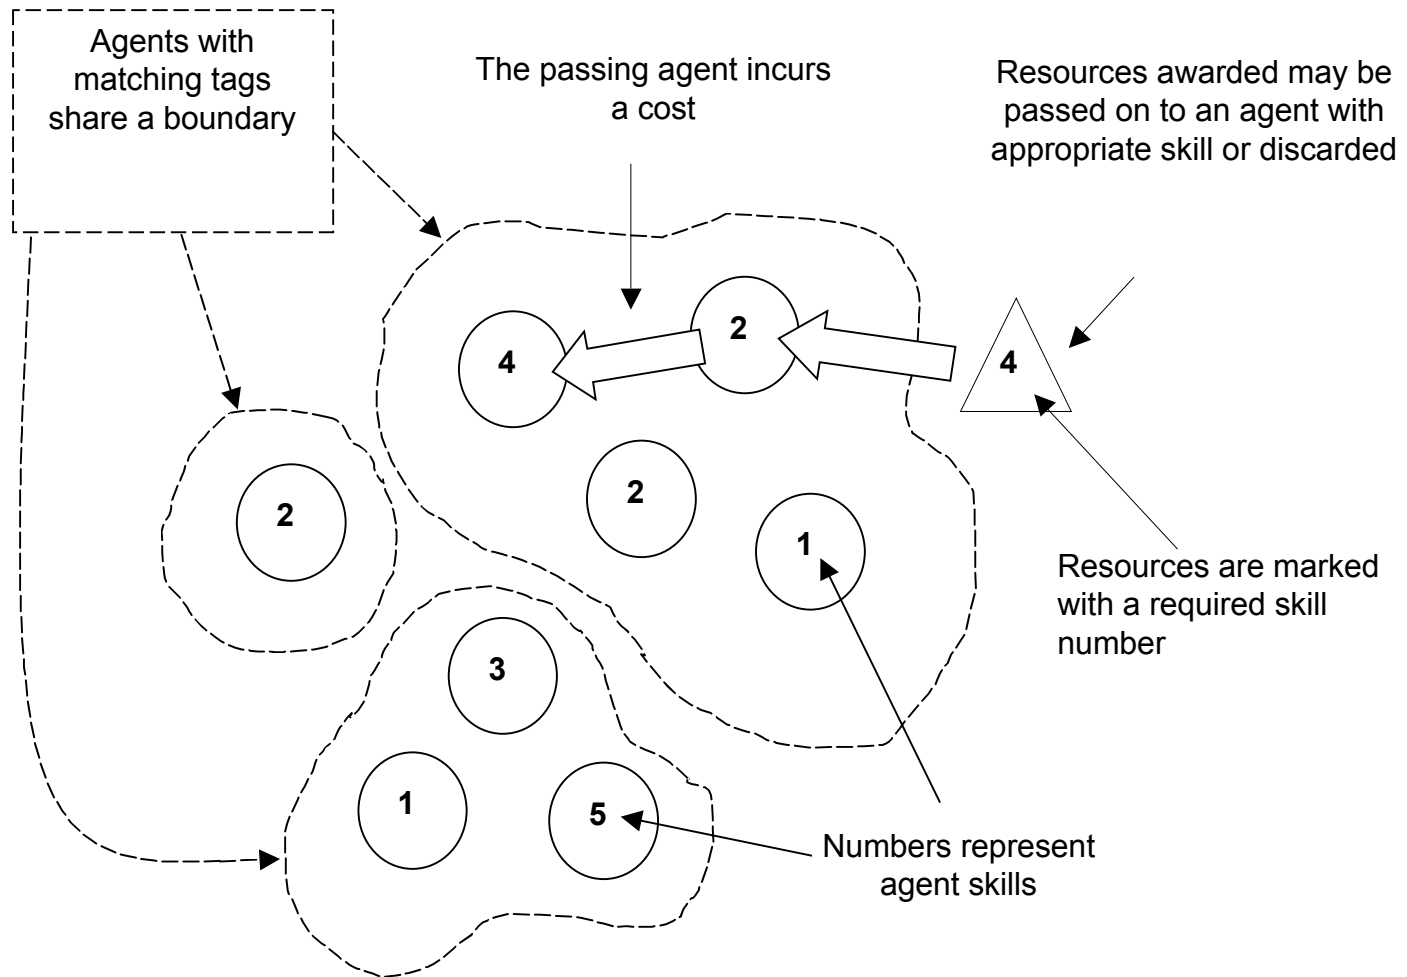 Agents with
matching tags
share a boundary
The passing agent incurs
a cost
Resources awarded may be
passed on to an agent with
appropriate skill or discarded
4
2
4
2
2
1
Resources are marked
with a required skill
number
3
1
5
Numbers represent
agent skills